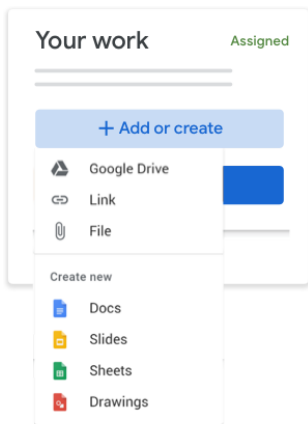 Your work
Assigned
+ Add or create
Google Drive
Link
File
Create new
Docs
Slides
Sheets
Drawings